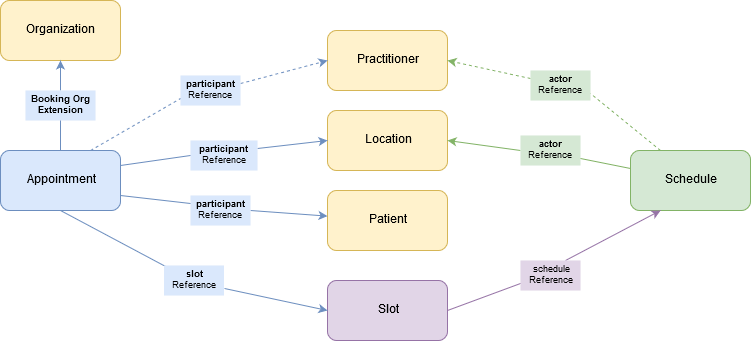 Organization
Practitioner
participant
Reference
actor
Reference
Booking Org
Extension
Location
participant
Reference
actor
Reference
Appointment
Schedule
participant
Reference
Patient
slot
Reference
schedule
Reference
Slot